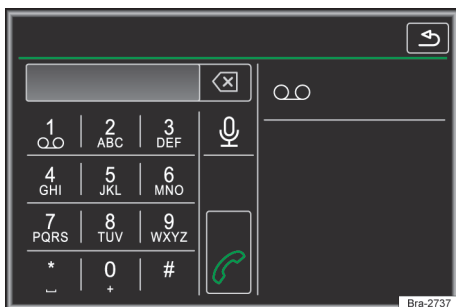 1 2 3
ABC DEF
4 5 6
GHI JKL MNO
7 8 9
PQRS TUV WXYZ
* 0 #
+
Bra-2737